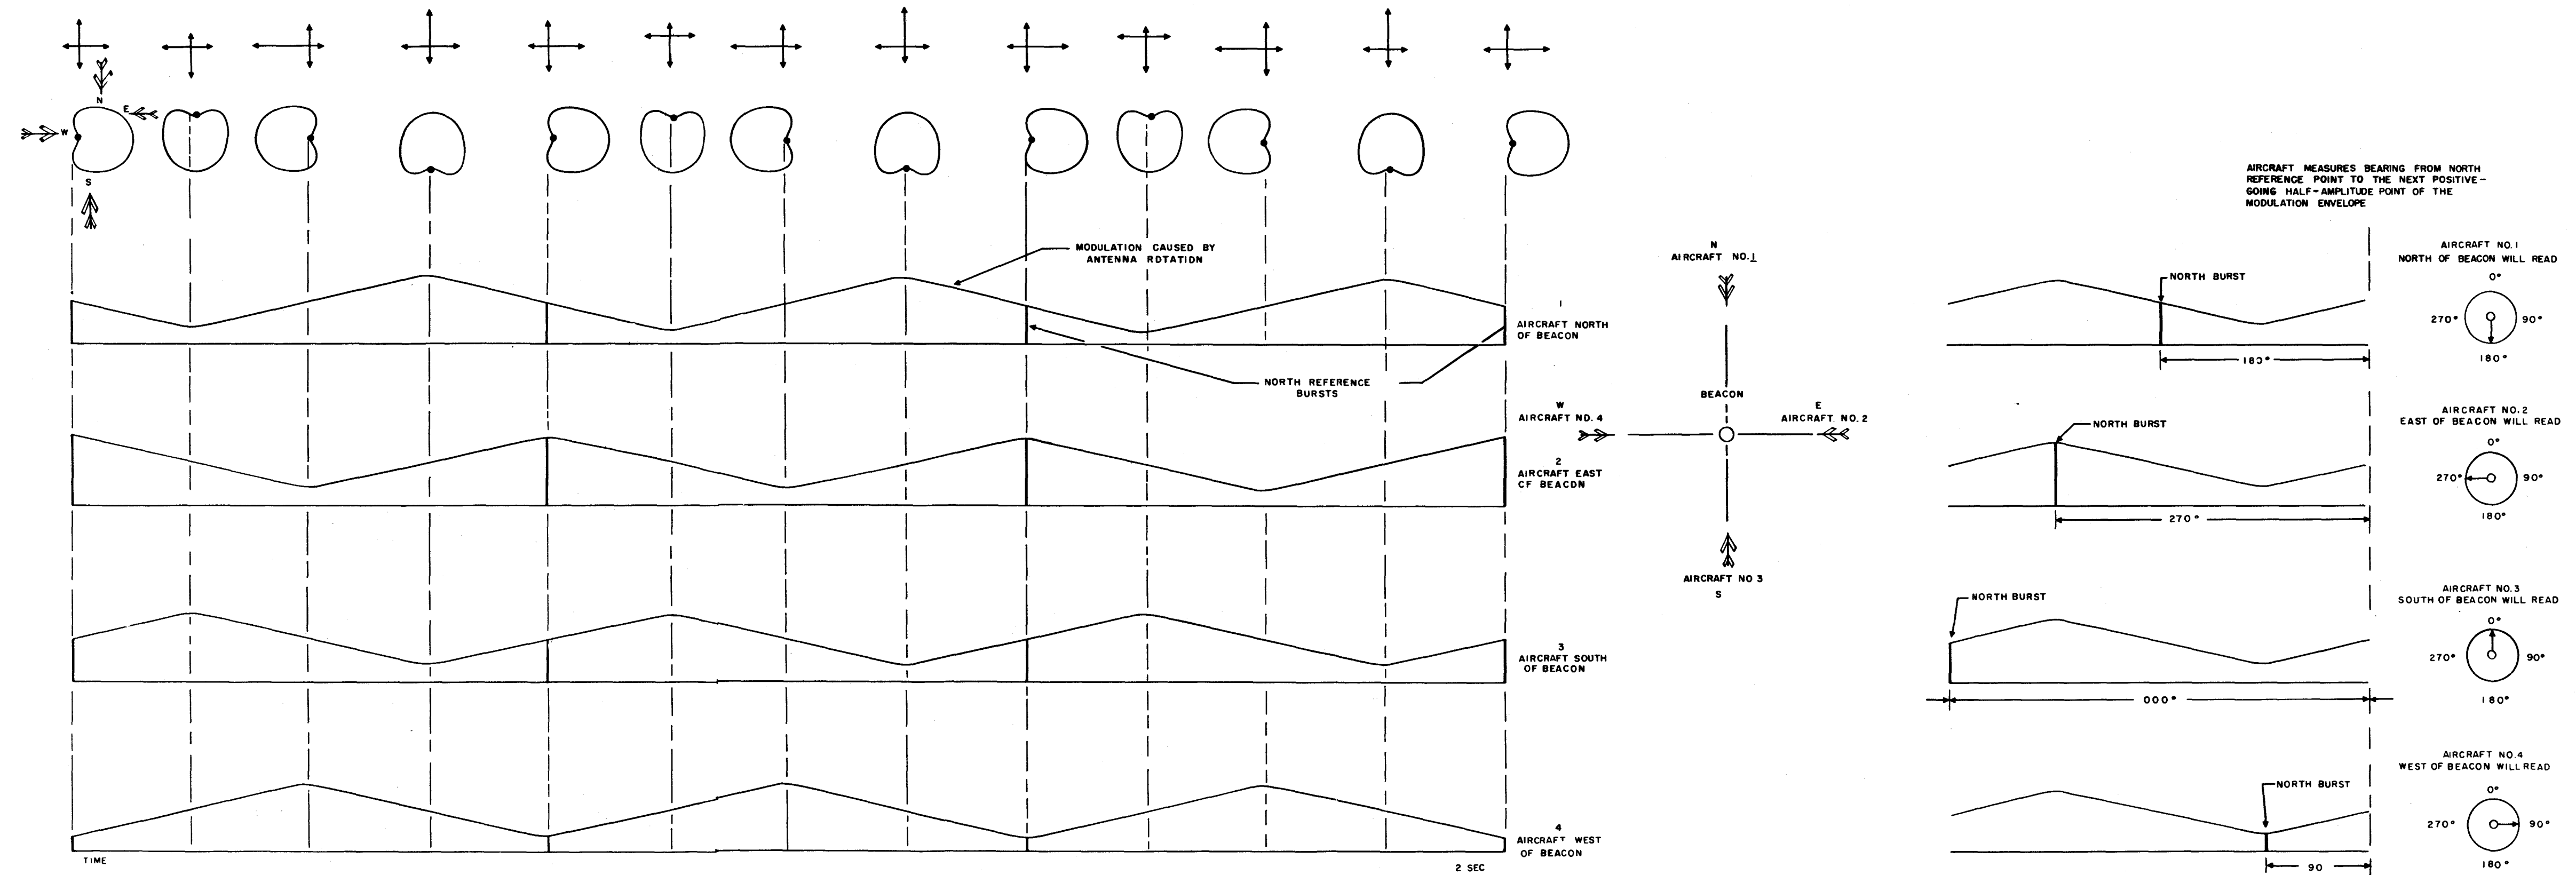 N
E
W
S
MODULATION CAUSED BY
ANTENNA ROTATION
1
AIRCRAFT NORTH
OF BEACON
NORTH REFERENCE
BURSTS
2
AIRCRAFT EAST
CF BEACON
3
AIRCRAFT SOUTH
OF BEACON
4
AIRCRAFT WEST
OF BEACON
TIME
2 SEC
N
AIRCRAFT NO.1
BEACON
W
AIRCRAFT NO. 4
E
AIRCRAFT NO. 2
AIRCRAFT NO 3
S
AIRCRAFT MEASURES BEARING FROM NORTH
REFERENCE POINT TO THE NEXT POSITIVE-
GOING HALF-AMPLITUDE POINT OF THE
MODULATION ENVELOPE
NORTH BURST
180°
AIRCRAFT NO. 1
NORTH OF BEACON WILL READ
0°
270° 90°
180°
NORTH BURST
270°
AIRCRAFT NO. 2
EAST OF BEACON WILL READ
0°
270° 90°
180°
NORTH BURST
000°
AIRCRAFT NO. 3
SOUTH OF BEACON WILL READ
0°
270° 90°
180°
NORTH BURST
90
AIRCRAFT NO. 4
WEST OF BEACON WILL READ
0°
270° 90°
180°